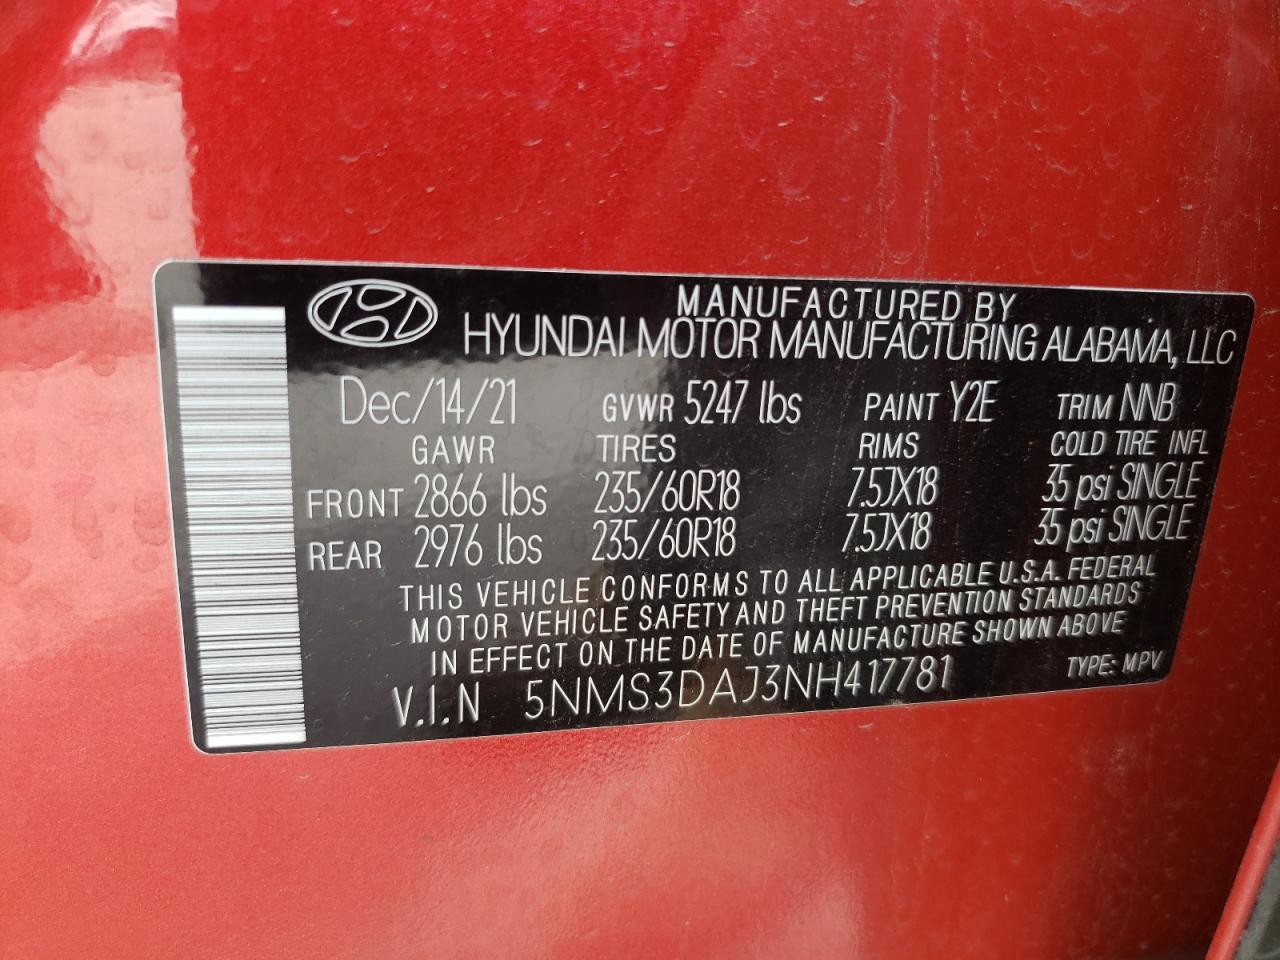 MANUFACTURED BY
HYUNDAI MOTOR MANUFACTURING ALABAMA, LLC
Dec/14/21 GVWR 5247 lbs PAINT Y2E TRIM NNB
GAWR TIRES RIMS COLD TIRE INFL
FRONT 2866 lbs 235/60R18 7.5JX18 35 psi SINGLE
REAR 2976 lbs 235/60R18 7.5JX18 35 psi SINGLE
THIS VEHICLE CONFORMS TO ALL APPLICABLE U.S.A. FEDERAL
MOTOR VEHICLE SAFETY AND THEFT PREVENTION STANDARDS
IN EFFECT ON THE DATE OF MANUFACTURE SHOWN ABOVE
V.I.N 5NMS3DAJ3NH417781 TYPE: MPV